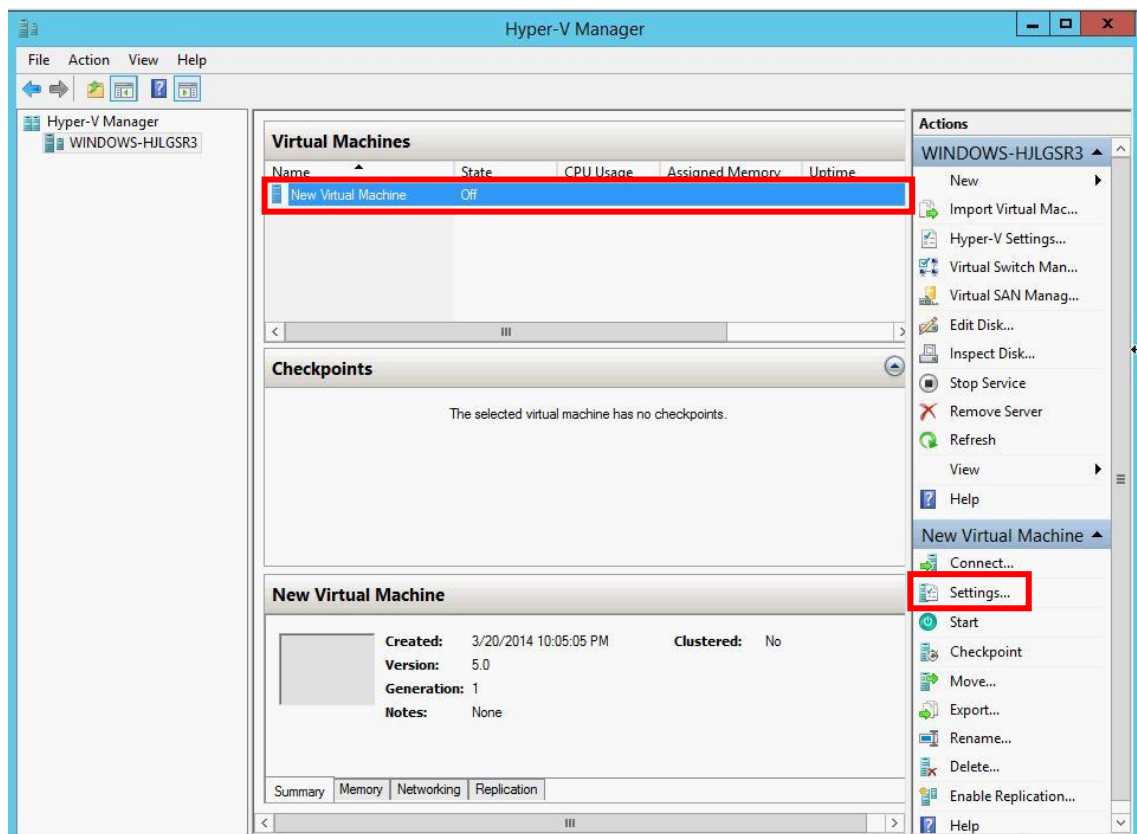 Hyper-V Manager
File Action View Help
Hyper-V Manager
WINDOWS-HJLGSR3
Virtual Machines
Name State CPU Usage Assigned Memory Uptime
New Virtual Machine Off
Checkpoints
The selected virtual machine has no checkpoints.
New Virtual Machine
Created: 3/20/2014 10:05:05 PM Clustered: No
Version: 5.0
Generation: 1
Notes: None
Summary Memory Networking Replication
Actions
WINDOWS-HJLGSR3
New
Import Virtual Mac...
Hyper-V Settings...
Virtual Switch Man...
Virtual SAN Manag...
Edit Disk...
Inspect Disk...
Stop Service
Remove Server
Refresh
View
Help
New Virtual Machine
Connect...
Settings...
Start
Checkpoint
Move...
Export...
Rename...
Delete...
Enable Replication...
Help